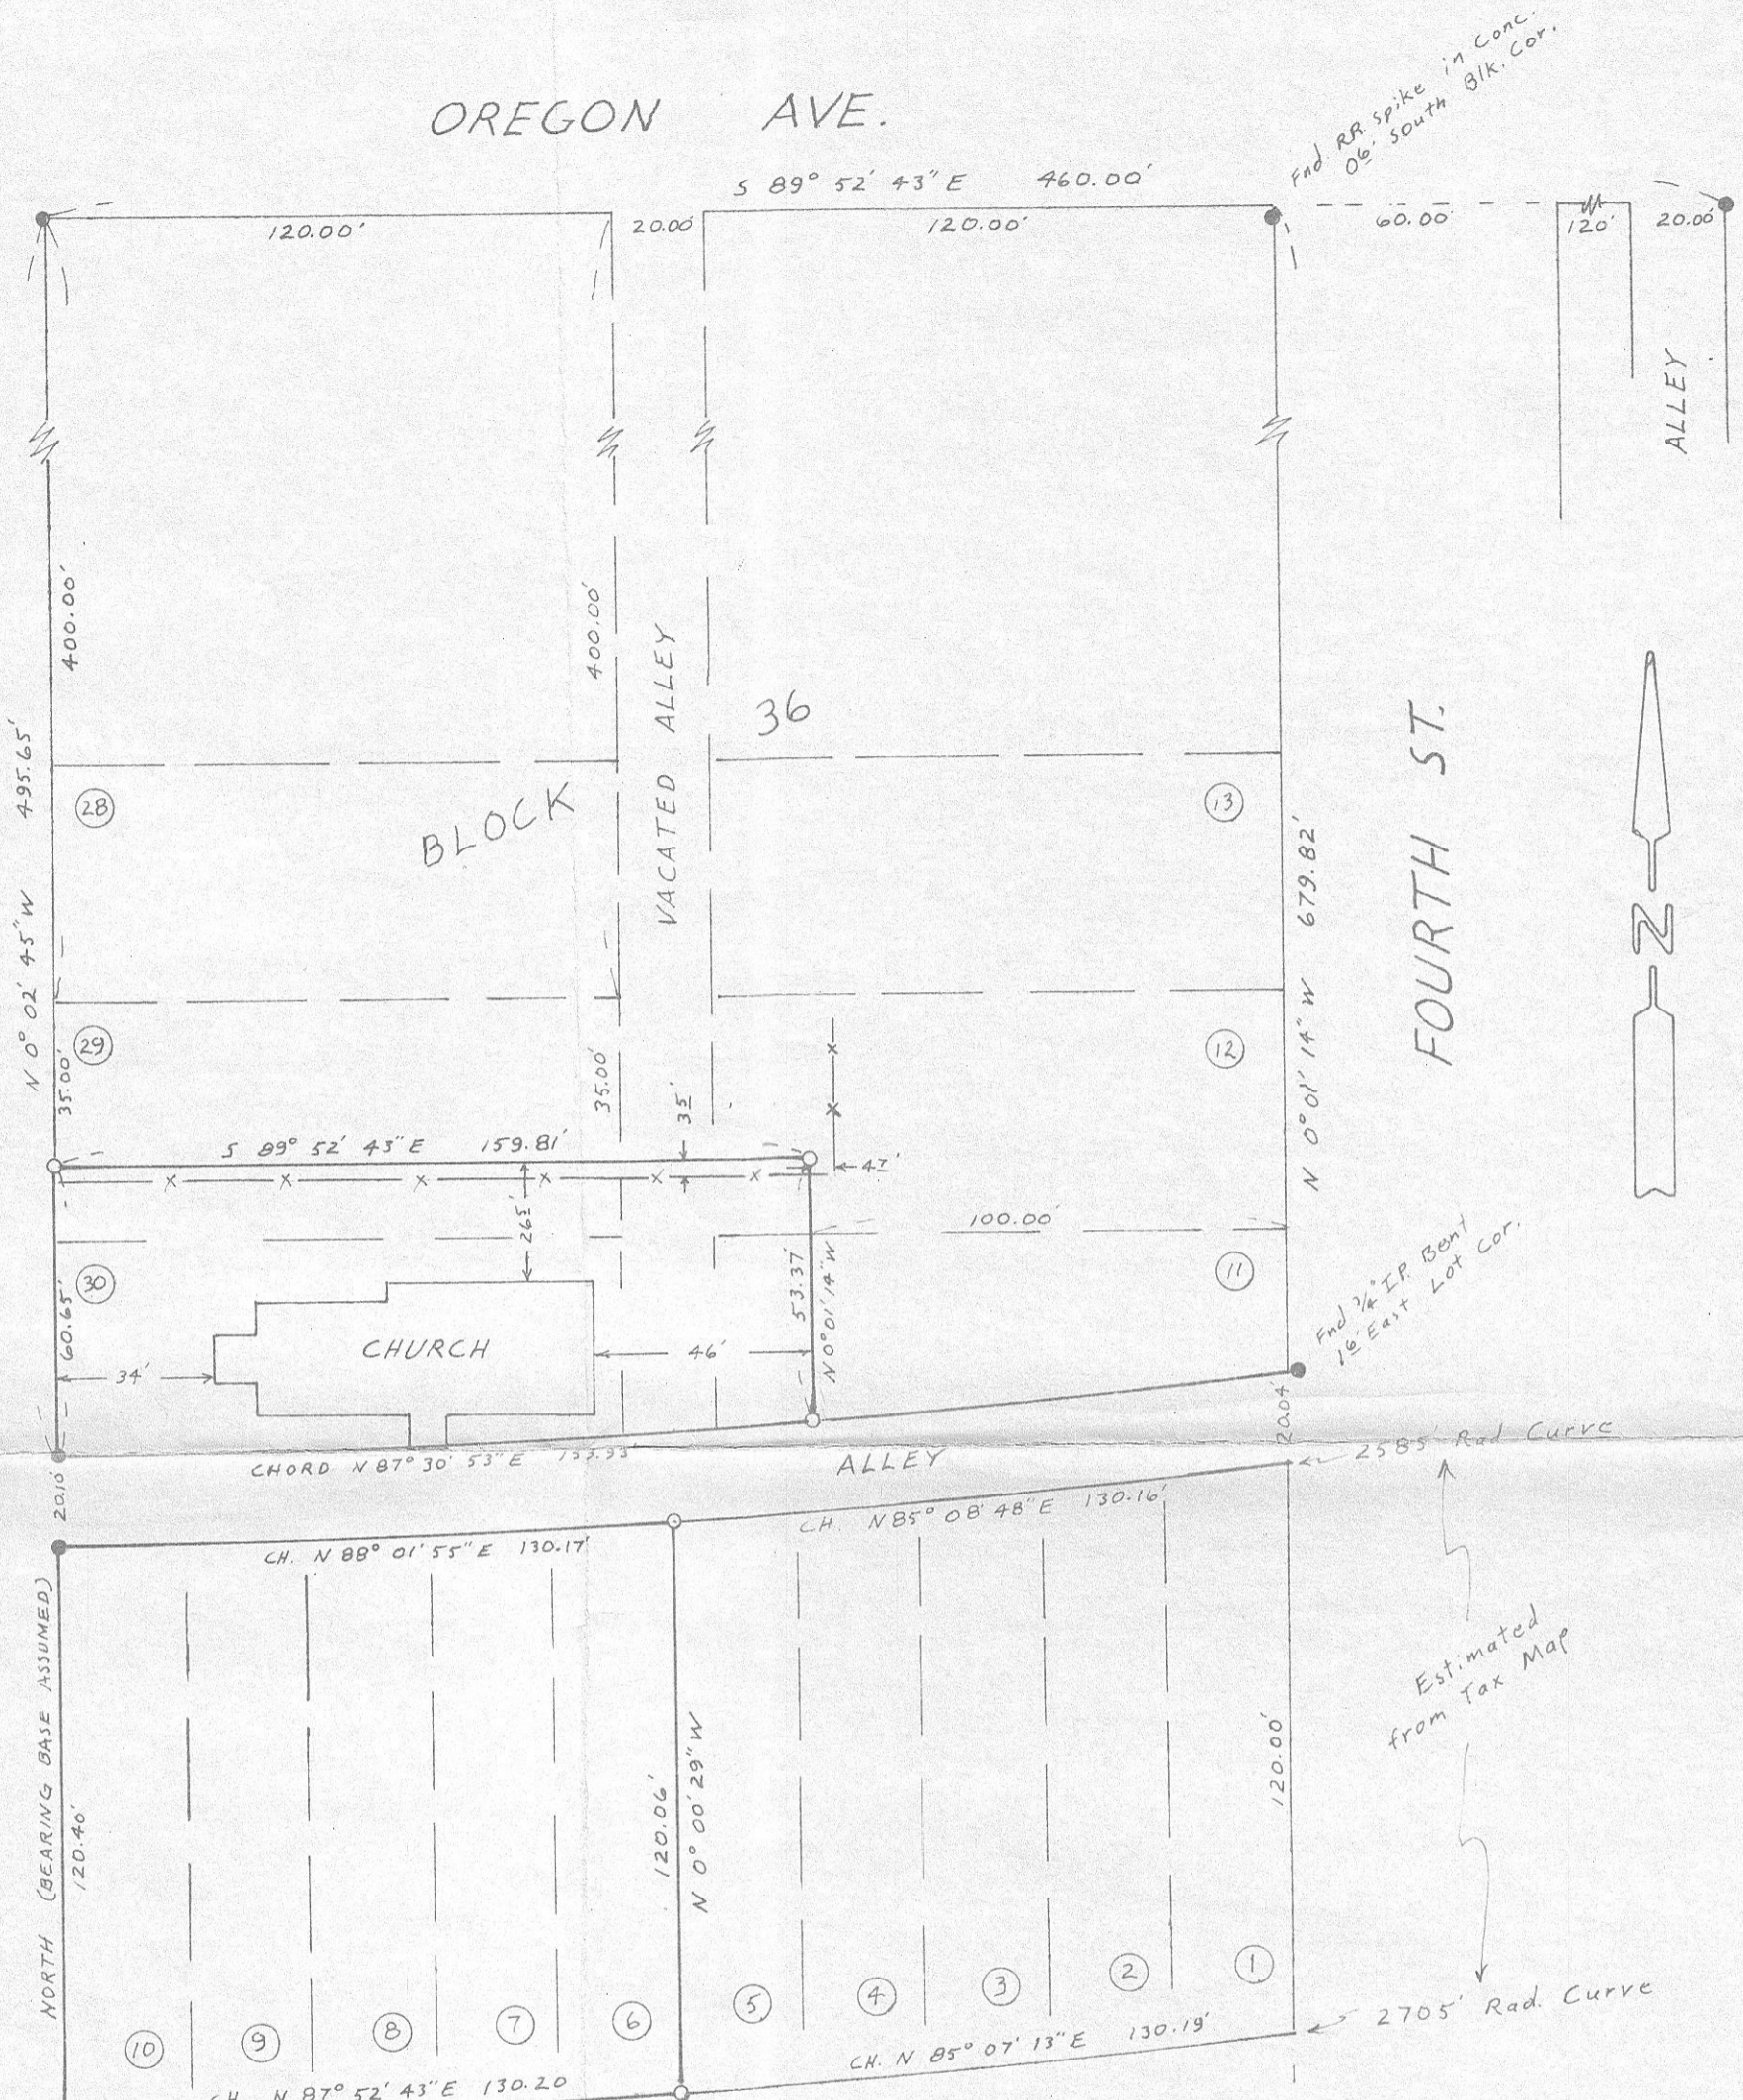 OREGON AVE.
Fnd. RR. Spike in Conc.
0.6' South Blk. Cor.
S 89° 52' 43" E 460.00'
120.00'
20.00'
120.00'
60.00'
120'
20.00'
ALLEY
400.00'
400.00'
N 0° 02' 45" W 495.65'
VACATED ALLEY
BLOCK 36
28
13
679.82'
N 0° 01' 14" W
FOURTH ST.
N
29
12
35.00'
35.00'
3.5'
S 89° 52' 43" E 159.81'
4.7'
26.5'
100.00'
30
11
60.65'
53.37'
N 0° 01' 14" W
CHURCH
34'
46'
Fnd 3/4" I.P. Bent
1.6' East Lot Cor.
20.10'
20.04'
CHORD N 87° 30' 53" E
ALLEY
2585' Rad Curve
CH. N 88° 01' 55" E 130.17'
CH. N 85° 08' 48" E 130.16'
Estimated
from Tax Map
NORTH (BEARING BASE ASSUMED)
120.40'
120.06'
N 0° 00' 29" W
120.00'
10
9
8
7
6
5
4
3
2
1
2705' Rad. Curve
CH. N 85° 07' 13" E 130.19'
CH. N 87° 52' 43" E 130.20